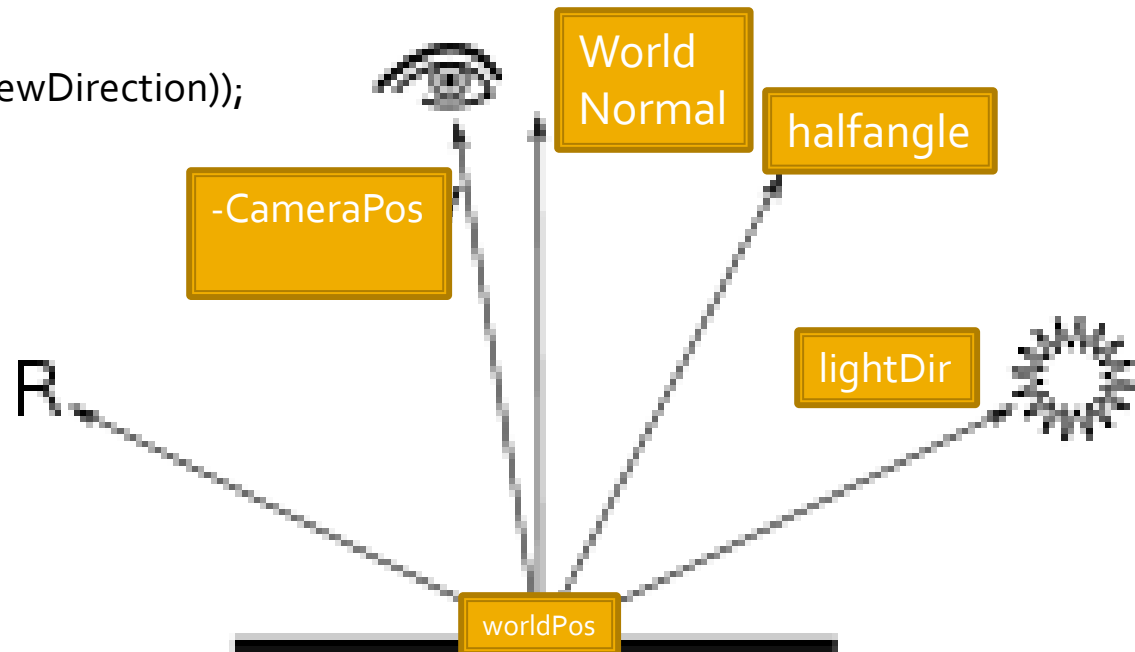 ewDirection));
World
Normal
halfangle
-CameraPos
lightDir
R
worldPos